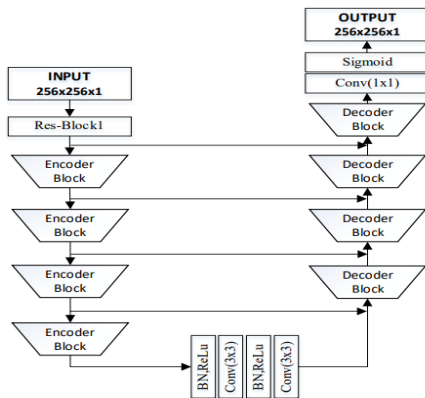 INPUT
256x256x1
Res-Block1
Encoder
Block
Encoder
Block
Encoder
Block
Encoder
Block
BN,ReLu
Conv(3x3)
BN,ReLu
Conv(3x3)
OUTPUT
256x256x1
Sigmoid
Conv(1x1)
Decoder
Block
Decoder
Block
Decoder
Block
Decoder
Block